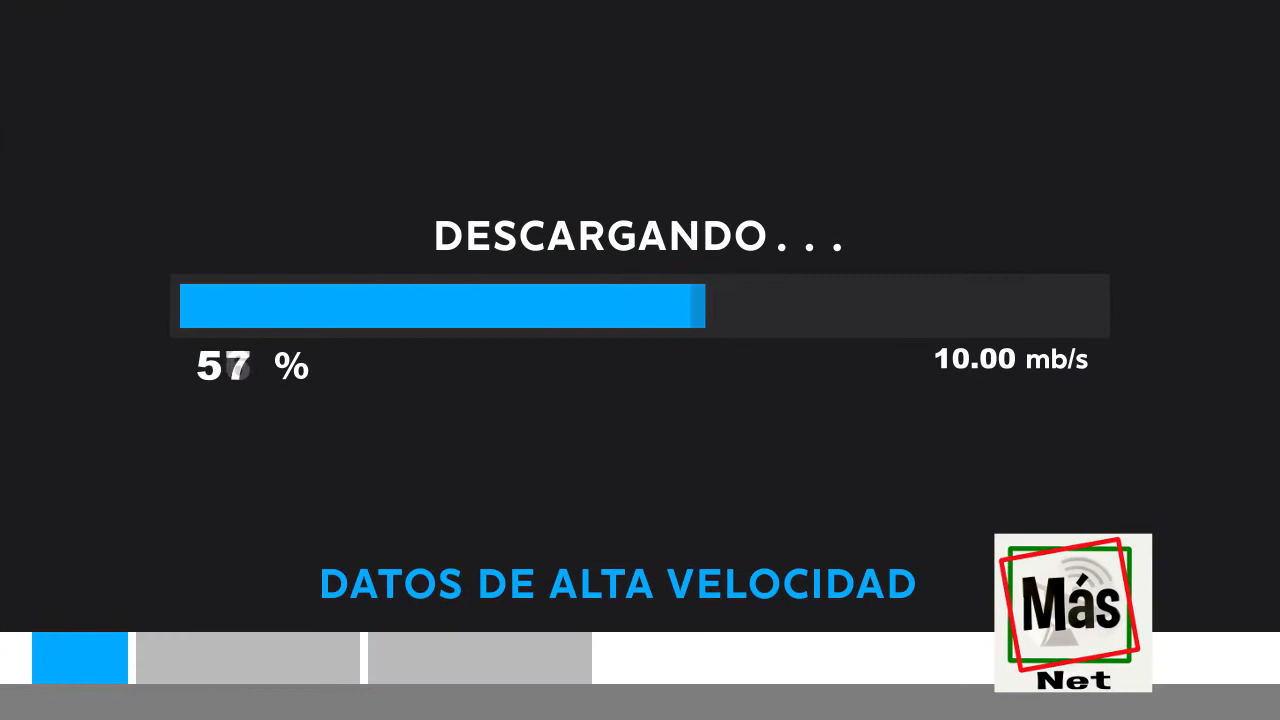 DESCARGANDO...
57 %
10.00 mb/s
DATOS DE ALTA VELOCIDAD
Más
Net